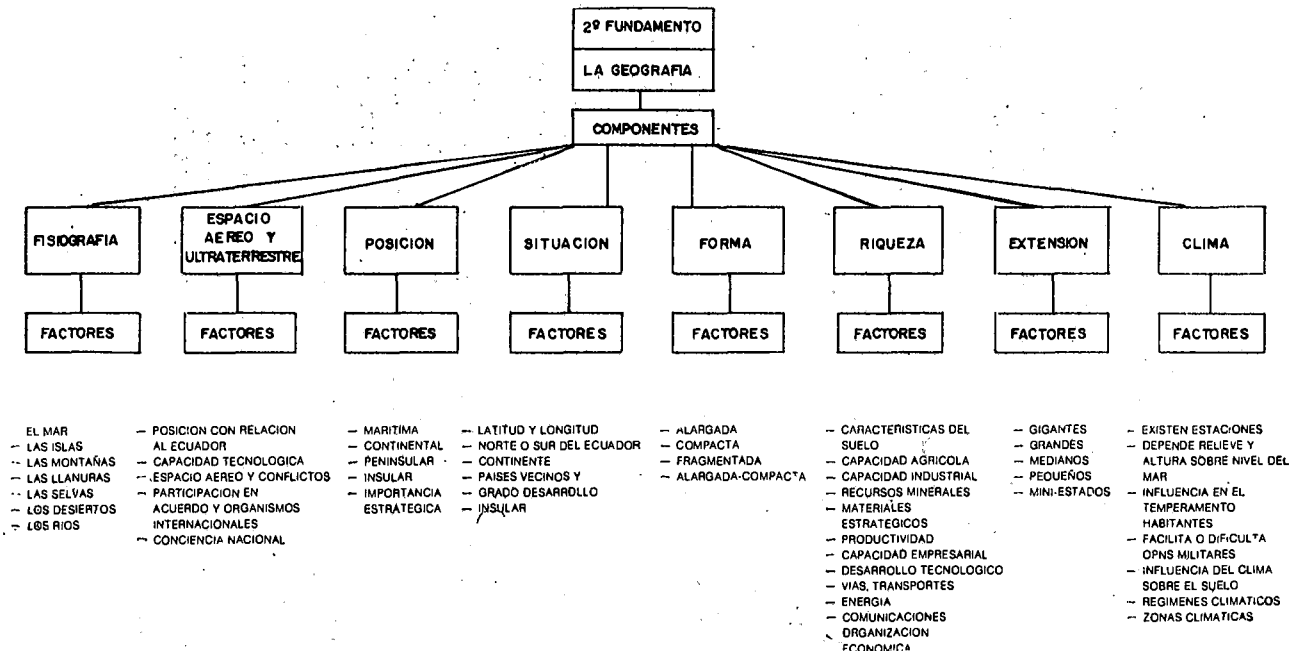 2º FUNDAMENTO
LA GEOGRAFIA
COMPONENTES
FISIOGRAFIA
ESPACIO
AEREO Y
ULTRATERRESTRE
POSICION
SITUACION
FORMA
RIQUEZA
EXTENSION
CLIMA
FACTORES
FACTORES
FACTORES
FACTORES
FACTORES
FACTORES
FACTORES
FACTORES
EL MAR
– LAS ISLAS
– LAS MONTAÑAS
– LAS LLANURAS
– LAS SELVAS
– LOS DESIERTOS
– LOS RIOS
– POSICION CON RELACION
AL ECUADOR
– CAPACIDAD TECNOLOGICA
– ESPACIO AEREO Y CONFLICTOS
– PARTICIPACION EN
ACUERDO Y ORGANISMOS
INTERNACIONALES
– CONCIENCIA NACIONAL
– MARITIMA
– CONTINENTAL
– PENINSULAR
– INSULAR
– IMPORTANCIA
ESTRATEGICA
– LATITUD Y LONGITUD
– NORTE O SUR DEL ECUADOR
– CONTINENTE
– PAISES VECINOS Y
– GRADO DESARROLLO
– INSULAR
– ALARGADA
– COMPACTA
– FRAGMENTADA
– ALARGADA-COMPACTA
– CARACTERISTICAS DEL
SUELO
– CAPACIDAD AGRICOLA
– CAPACIDAD INDUSTRIAL
– RECURSOS MINERALES
– MATERIALES
ESTRATEGICOS
– PRODUCTIVIDAD
– CAPACIDAD EMPRESARIAL
– DESARROLLO TECNOLOGICO
– VIAS, TRANSPORTES
– ENERGIA
– COMUNICACIONES
ORGANIZACION
ECONOMICA
– GIGANTES
– GRANDES
– MEDIANOS
– PEQUEÑOS
– MINI-ESTADOS
– EXISTEN ESTACIONES
– DEPENDE RELIEVE Y
ALTURA SOBRE NIVEL DEL
MAR
– INFLUENCIA EN EL
TEMPERAMENTO
HABITANTES
– FACILITA O DIFICULTA
OPNS MILITARES
– INFLUENCIA DEL CLIMA
SOBRE EL SUELO
– REGIMENES CLIMATICOS
– ZONAS CLIMATICAS